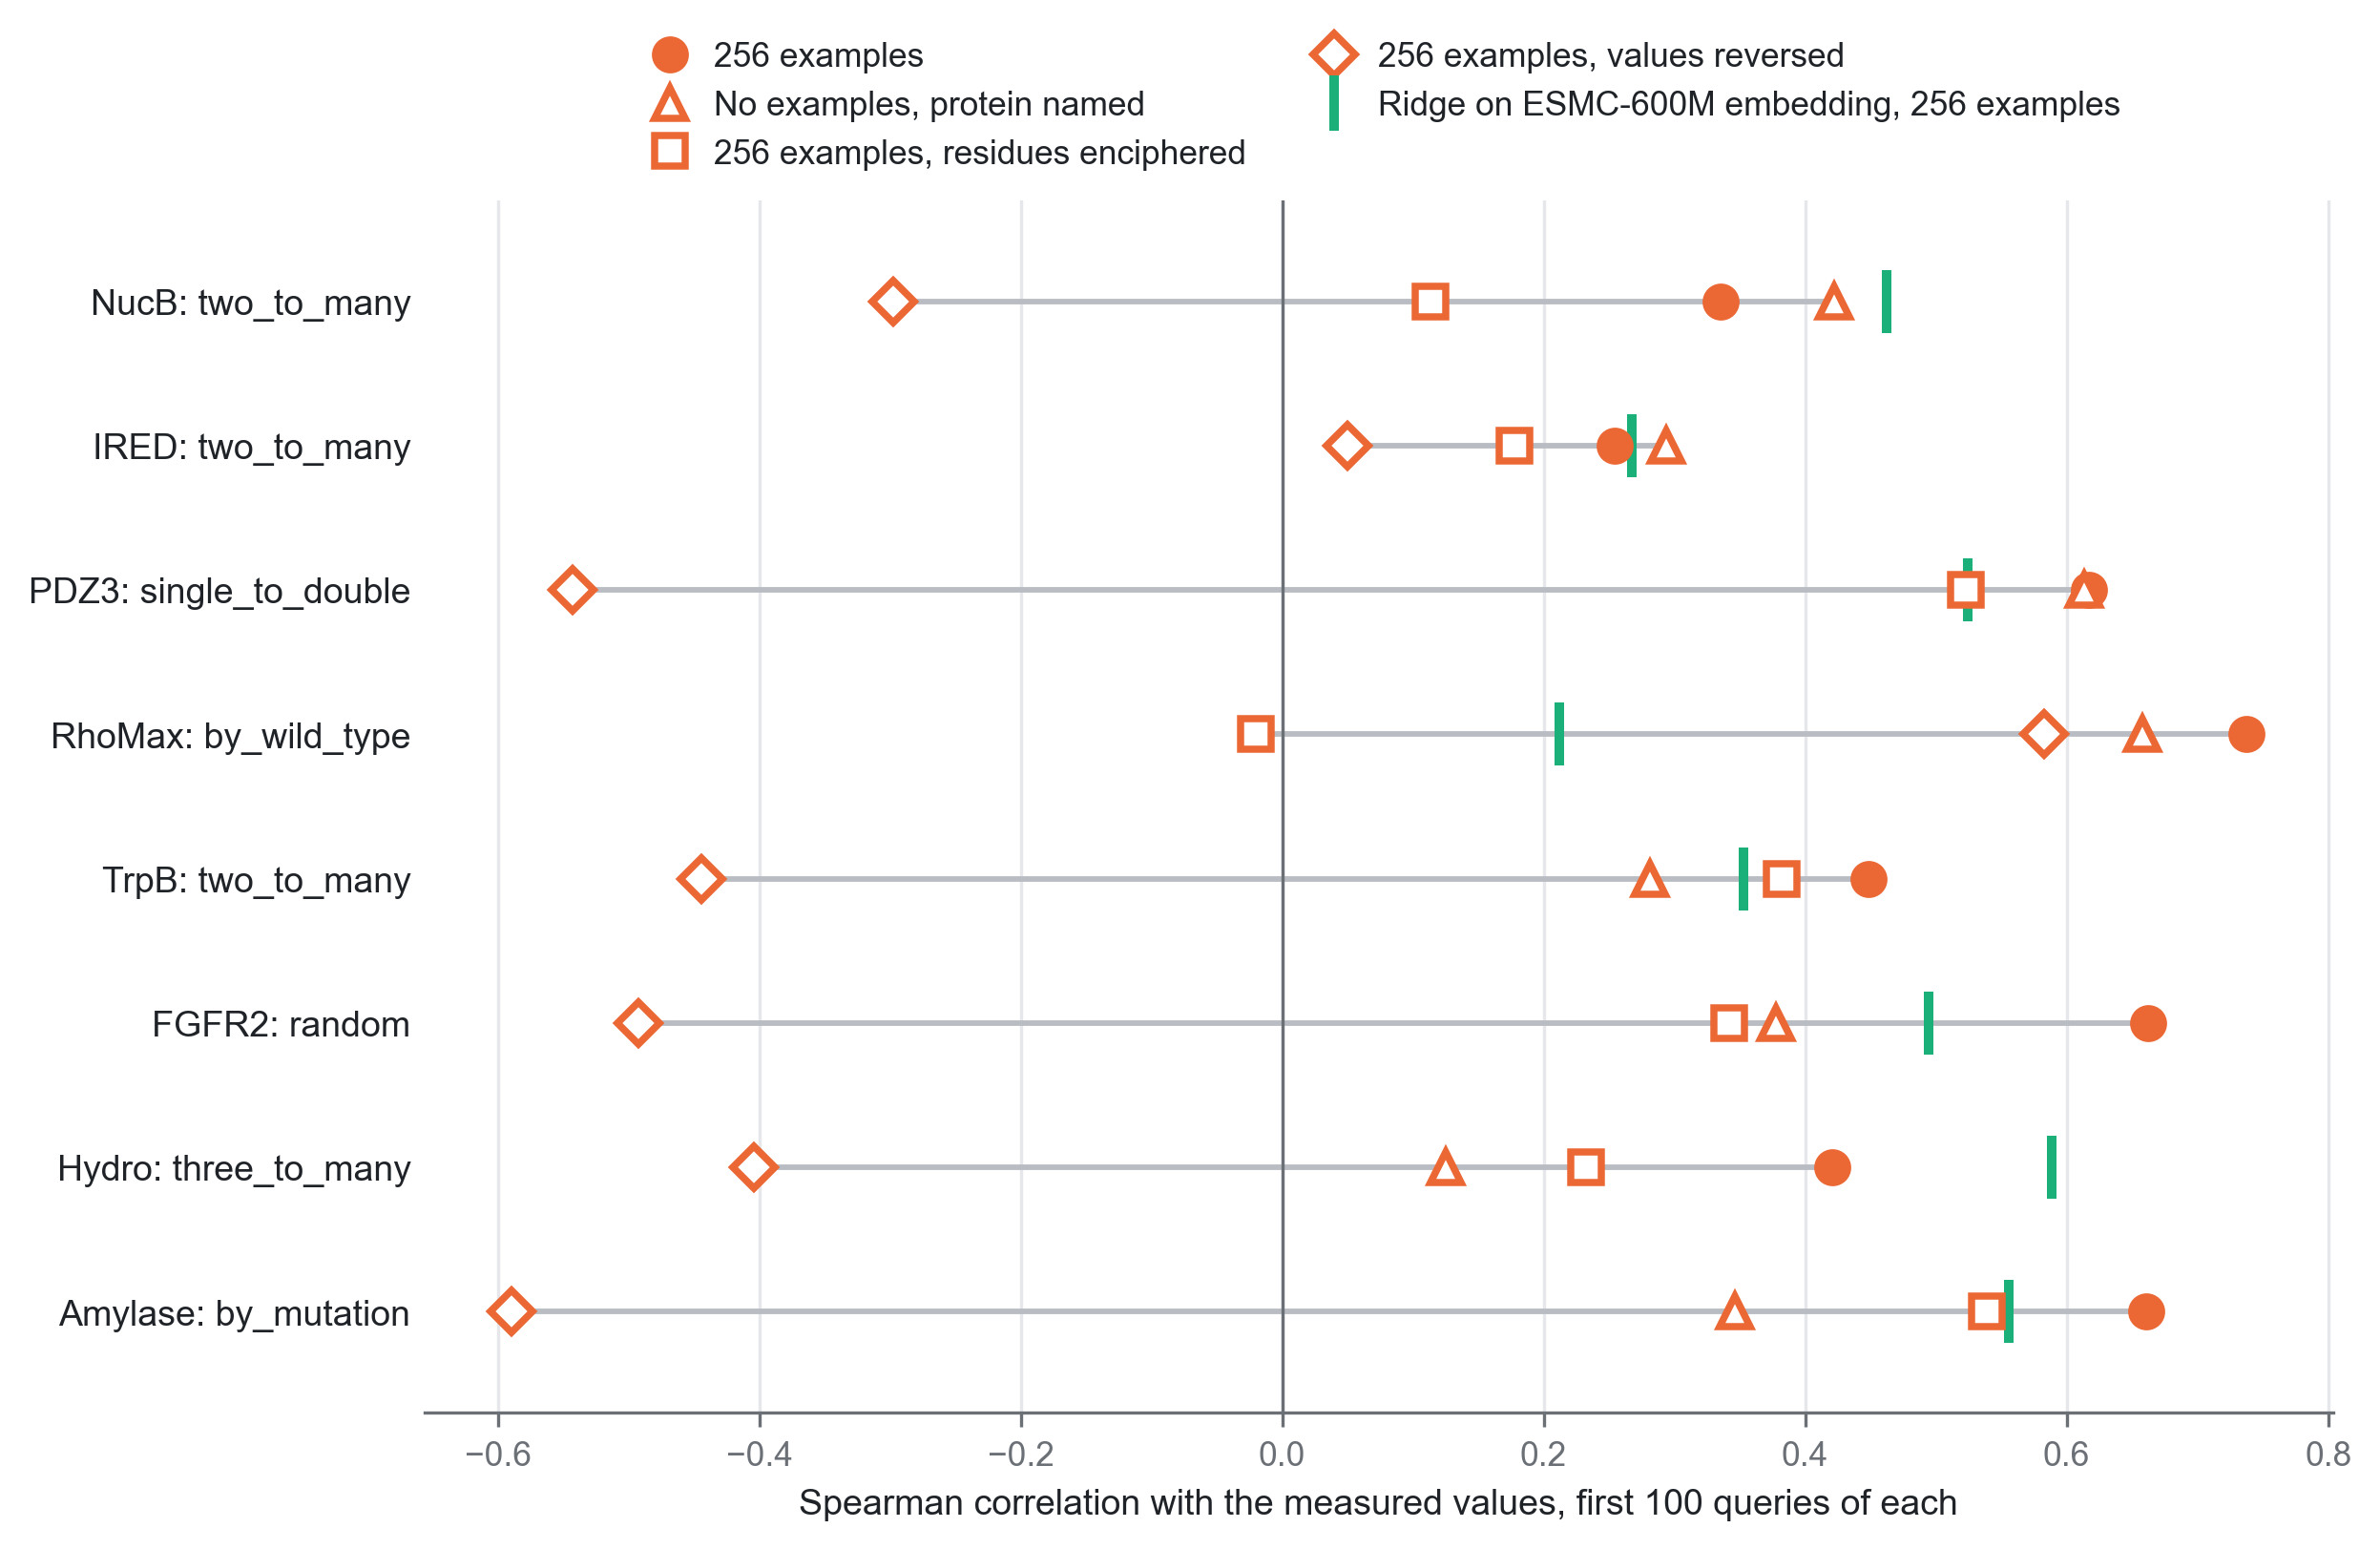 256 examples
No examples, protein named
256 examples, residues enciphered
256 examples, values reversed
Ridge on ESMC-600M embedding, 256 examples
NucB: two_to_many
IRED: two_to_many
PDZ3: single_to_double
RhoMax: by_wild_type
TrpB: two_to_many
FGFR2: random
Hydro: three_to_many
Amylase: by_mutation
−0.6 −0.4 −0.2 0.0 0.2 0.4 0.6 0.8
Spearman correlation with the measured values, first 100 queries of each